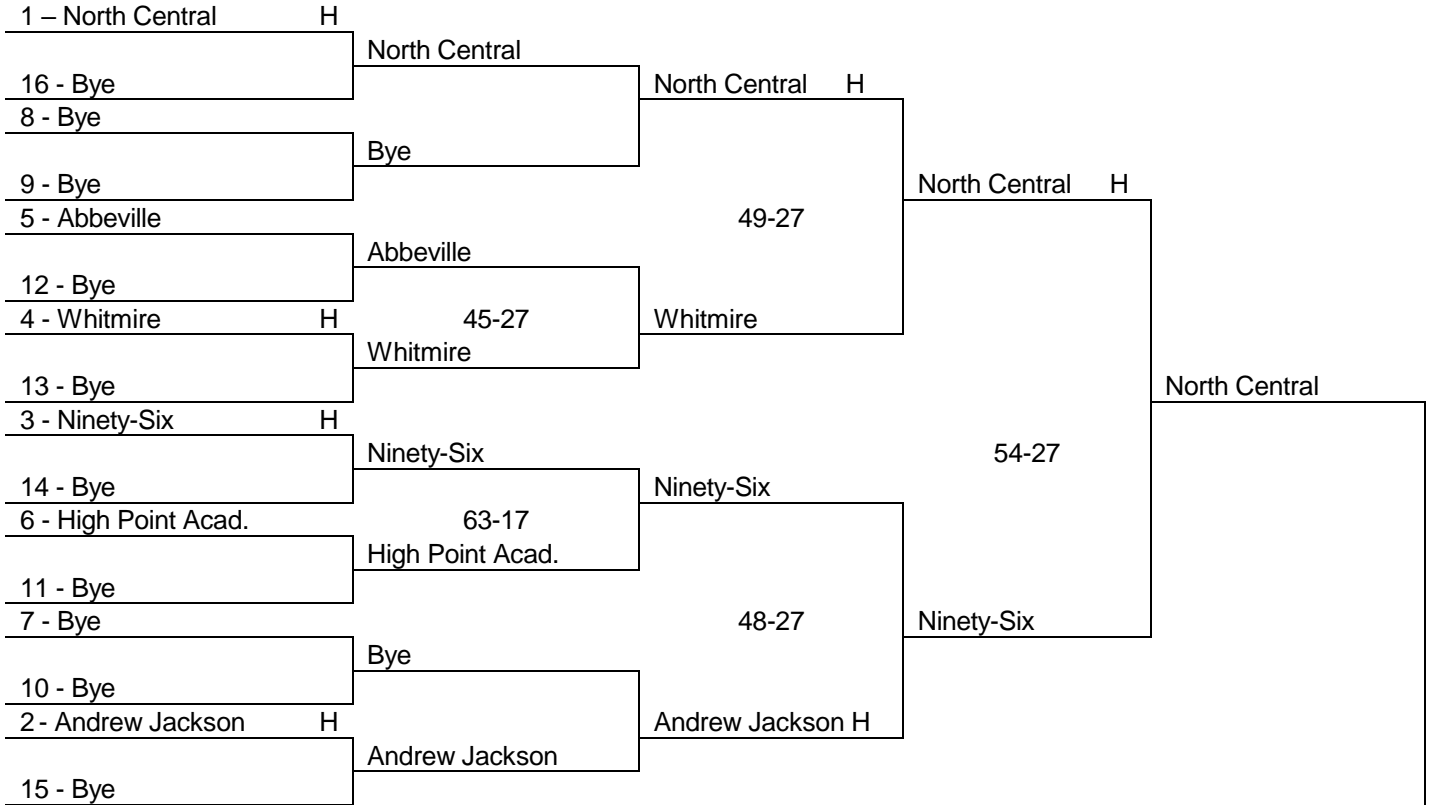 1 – North Central H
North Central
16 - Bye
North Central H
8 - Bye
Bye
9 - Bye
North Central H
5 - Abbeville
49-27
Abbeville
12 - Bye
4 - Whitmire H
45-27
Whitmire
Whitmire
13 - Bye
North Central
3 - Ninety-Six H
Ninety-Six
54-27
14 - Bye
Ninety-Six
6 - High Point Acad.
63-17
High Point Acad.
11 - Bye
7 - Bye
48-27
Ninety-Six
Bye
10 - Bye
2 - Andrew Jackson H
Andrew Jackson H
Andrew Jackson
15 - Bye